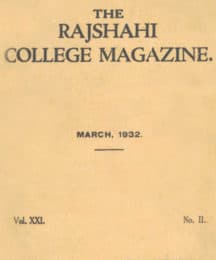 THE
RAJSHAHI
COLLEGE MAGAZINE.
MARCH, 1932.
Vol. XXI.
No. II.